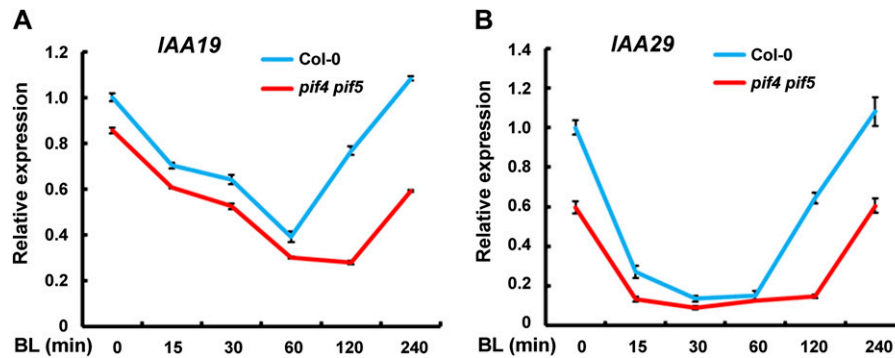 A
IAA19
Col-0
pif4 pif5
Relative expression
1.2
1.0
0.8
0.6
0.4
0.2
0
BL (min) 0 15 30 60 120 240
B
IAA29
Col-0
pif4 pif5
Relative expression
1.4
1.2
1.0
0.8
0.6
0.4
0.2
0
BL (min) 0 15 30 60 120 240